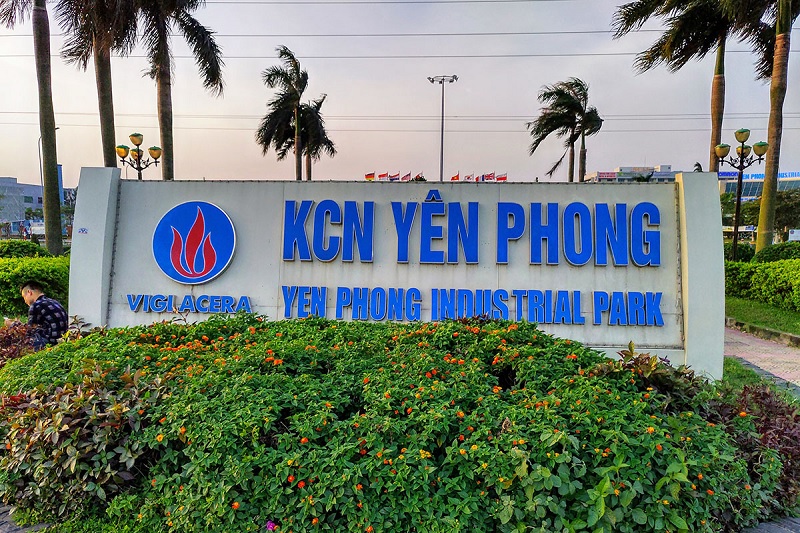 KCN YÊN PHONG
VIGLACERA
YEN PHONG INDUSTRIAL PARK